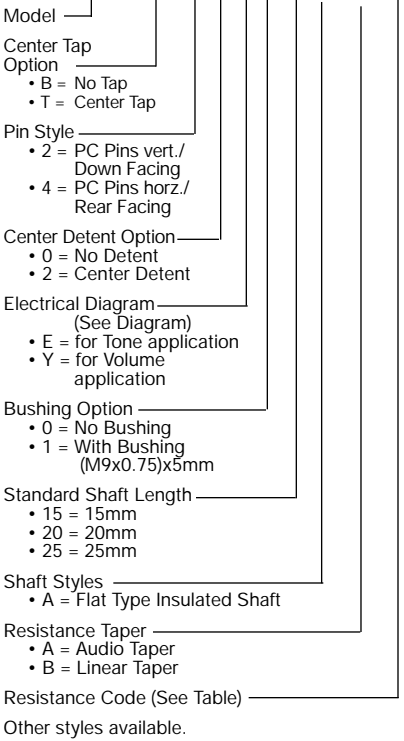 Model
Center Tap
Option
• B = No Tap
• T = Center Tap
Pin Style
• 2 = PC Pins vert./
Down Facing
• 4 = PC Pins horz./
Rear Facing
Center Detent Option
• 0 = No Detent
• 2 = Center Detent
Electrical Diagram
(See Diagram)
• E = for Tone application
• Y = for Volume
application
Bushing Option
• 0 = No Bushing
• 1 = With Bushing
(M9x0.75)x5mm
Standard Shaft Length
• 15 = 15mm
• 20 = 20mm
• 25 = 25mm
Shaft Styles
• A = Flat Type Insulated Shaft
Resistance Taper
• A = Audio Taper
• B = Linear Taper
Resistance Code (See Table)
Other styles available.